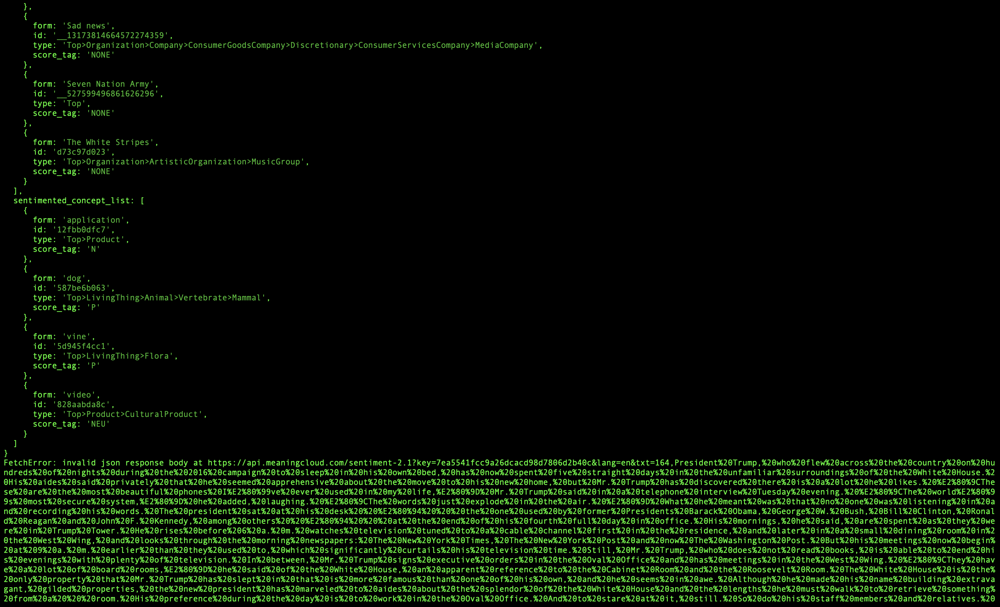 },
    {
      form: 'Sad news',
      id: '__13173814664572274359',
      type: 'Top>Organization>Company>ConsumerGoodsCompany>Discretionary>ConsumerServicesCompany>MediaCompany',
      score_tag: 'NONE'
    },
    {
      form: 'Seven Nation Army',
      id: '__527599496861626296',
      type: 'Top',
      score_tag: 'NONE'
    },
    {
      form: 'The White Stripes',
      id: 'd73c97d023',
      type: 'Top>Organization>ArtisticOrganization>MusicGroup',
      score_tag: 'NONE'
    }
  ],
  sentimented_concept_list: [
    {
      form: 'application',
      id: '12fbb0dfc7',
      type: 'Top>Product',
      score_tag: 'N'
    },
    {
      form: 'dog',
      id: '587be6b063',
      type: 'Top>LivingThing>Animal>Vertebrate>Mammal',
      score_tag: 'P'
    },
    {
      form: 'vine',
      id: '5d945f4cc1',
      type: 'Top>LivingThing>Flora',
      score_tag: 'P'
    },
    {
      form: 'video',
      id: '828aabda8c',
      type: 'Top>Product>CulturalProduct',
      score_tag: 'NEU'
    }
  ]
}
FetchError: invalid json response body at https://api.meaningcloud.com/sentiment-2.1?key=7ea5541fcc9a26dcacd98d7806d2b40c&lang=en&txt=164,President%20Trump,%20who%20flew%20across%20the%20country%20on%20hu
ndreds%20of%20nights%20during%20the%202016%20campaign%20to%20sleep%20in%20his%20own%20bed,%20has%20now%20spent%20five%20straight%20days%20in%20the%20unfamiliar%20surroundings%20of%20the%20White%20House.%2
0His%20aides%20said%20privately%20that%20he%20seemed%20apprehensive%20about%20the%20move%20to%20his%20new%20home,%20but%20Mr.%20Trump%20has%20discovered%20there%20is%20a%20lot%20he%20likes.%20%E2%80%9CThe
se%20are%20the%20most%20beautiful%20phones%20I%E2%80%99ve%20ever%20used%20in%20my%20life,%E2%80%9D%20Mr.%20Trump%20said%20in%20a%20telephone%20interview%20Tuesday%20evening.%20%E2%80%9CThe%20world%E2%80%9
9s%20most%20secure%20system,%E2%80%9D%20he%20added,%20laughing.%20%E2%80%9CThe%20words%20just%20explode%20in%20the%20air.%20%E2%80%9D%20What%20he%20meant%20was%20that%20no%20one%20was%20listening%20in%20a
nd%20recording%20his%20words.%20The%20president%20sat%20at%20his%20desk%20%20%E2%80%94%20%20%20the%20one%20used%20by%20former%20Presidents%20Barack%20Obama,%20George%20W.%20Bush,%20Bill%20Clinton,%20Ronal
d%20Reagan%20and%20John%20F.%20Kennedy,%20among%20others%20%20%E2%80%94%20%20%20at%20the%20end%20of%20his%20fourth%20full%20day%20in%20office.%20His%20mornings,%20he%20said,%20are%20spent%20as%20they%20we
re%20in%20Trump%20Tower.%20He%20rises%20before%206%20a.%20m.%20watches%20television%20tuned%20to%20a%20cable%20channel%20first%20in%20the%20residence,%20and%20later%20in%20a%20small%20dining%20room%20in%2
0the%20West%20Wing,%20and%20looks%20through%20the%20morning%20newspapers:%20The%20New%20York%20Times,%20The%20New%20York%20Post%20and%20now%20The%20Washington%20Post.%20But%20his%20meetings%20now%20begin%
20at%209%20a.%20m.%20earlier%20than%20they%20used%20to,%20which%20significantly%20curtails%20his%20television%20time.%20Still,%20Mr.%20Trump,%20who%20does%20not%20read%20books,%20is%20able%20to%20end%20hi
s%20evenings%20with%20plenty%20of%20television.%20In%20between,%20Mr.%20Trump%20signs%20executive%20orders%20in%20the%20Oval%20Office%20and%20has%20meetings%20in%20the%20West%20Wing.%20%E2%80%9CThey%20hav
e%20a%20lot%20of%20board%20rooms,%E2%80%9D%20he%20said%20of%20the%20White%20House,%20an%20apparent%20reference%20to%20the%20Cabinet%20Room%20and%20the%20Roosevelt%20Room.%20The%20White%20House%20is%20the%
20only%20property%20that%20Mr.%20Trump%20has%20slept%20in%20that%20is%20more%20famous%20than%20one%20of%20his%20own,%20and%20he%20seems%20in%20awe.%20Although%20he%20made%20his%20name%20building%20extrava
gant,%20gilded%20properties,%20the%20new%20president%20has%20marveled%20to%20aides%20about%20the%20splendor%20of%20the%20White%20House%20and%20the%20lengths%20he%20must%20walk%20to%20retrieve%20something%
20from%20a%20%20%20room.%20His%20preference%20during%20the%20day%20is%20to%20work%20in%20the%20Oval%20Office.%20And%20to%20stare%20at%20it,%20still.%20So%20do%20his%20staff%20members%20and%20relatives.%20